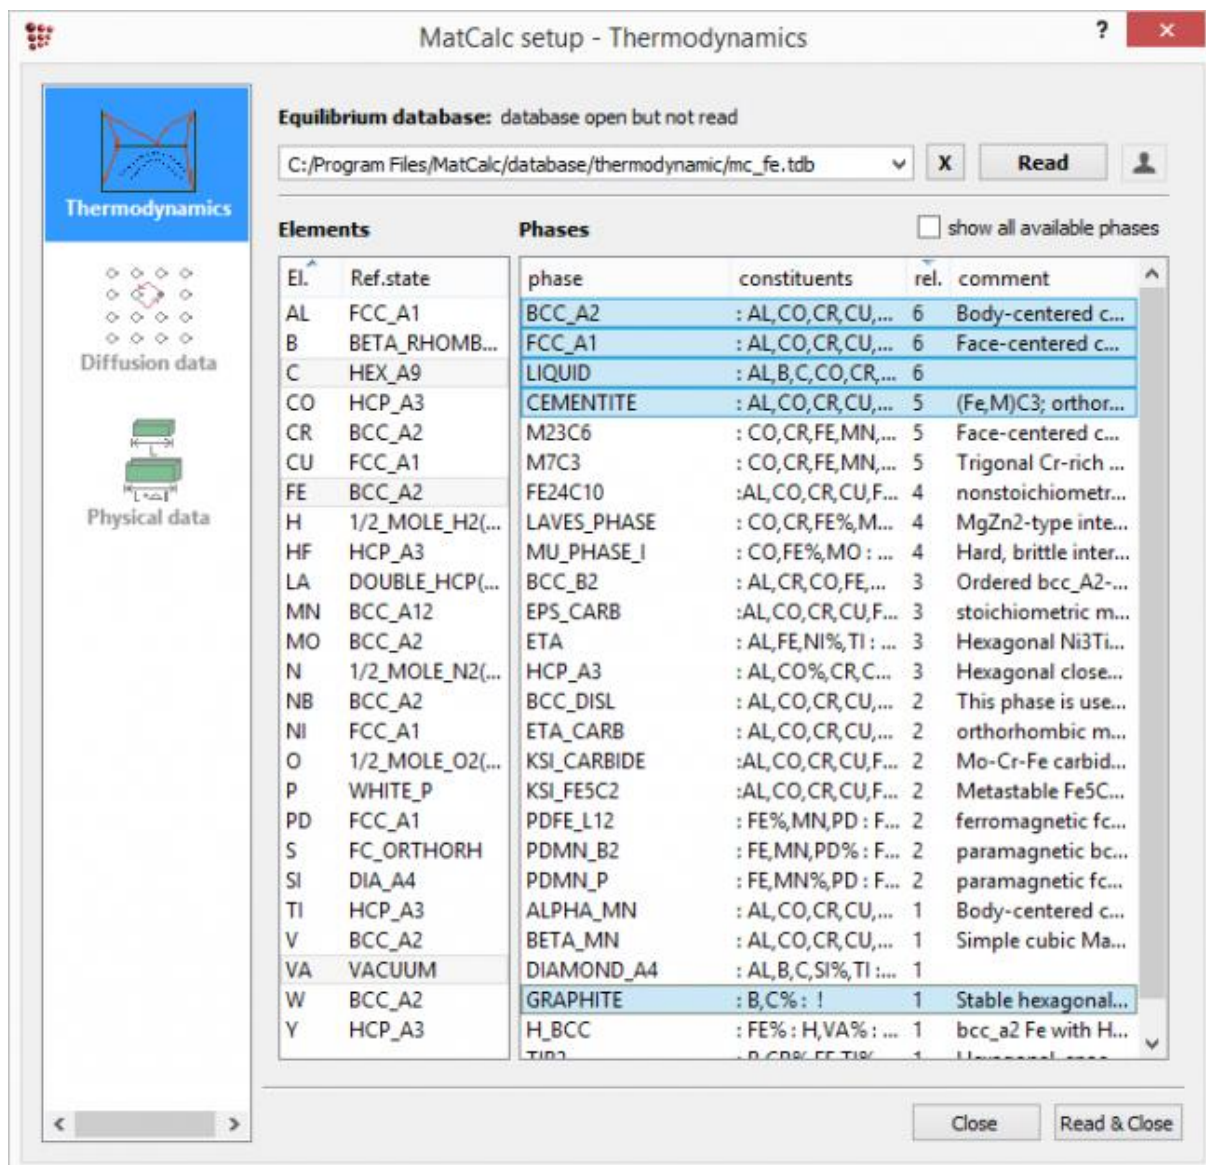 MatCalc setup - Thermodynamics ? ×
Thermodynamics
Diffusion data
Physical data
Equilibrium database: database open but not read
C:/Program Files/MatCalc/database/thermodynamic/mc_fe.tdb X Read
Elements Phases show all available phases
El. Ref.state phase constituents rel. comment
AL FCC_A1 BCC_A2 : AL,CO,CR,CU,... 6 Body-centered c...
B BETA_RHOMB... FCC_A1 : AL,CO,CR,CU,... 6 Face-centered c...
C HEX_A9 LIQUID : AL,B,C,CO,CR,... 6
CO HCP_A3 CEMENTITE : AL,CO,CR,CU,... 5 (Fe,M)C3; orthor...
CR BCC_A2 M23C6 : CO,CR,FE,MN,... 5 Face-centered c...
CU FCC_A1 M7C3 : CO,CR,FE,MN,... 5 Trigonal Cr-rich ...
FE BCC_A2 FE24C10 :AL,CO,CR,CU,F... 4 nonstoichiometr...
H 1/2_MOLE_H2(... LAVES_PHASE : CO,CR,FE%,M... 4 MgZn2-type inte...
HF HCP_A3 MU_PHASE_I : CO,FE%,MO : ... 4 Hard, brittle inter...
LA DOUBLE_HCP(... BCC_B2 : AL,CR,CO,FE,... 3 Ordered bcc_A2-...
MN BCC_A12 EPS_CARB :AL,CO,CR,CU,F... 3 stoichiometric m...
MO BCC_A2 ETA : AL,FE,NI%,TI : ... 3 Hexagonal Ni3Ti...
N 1/2_MOLE_N2(... HCP_A3 : AL,CO%,CR,C... 3 Hexagonal close...
NB BCC_A2 BCC_DISL : AL,CO,CR,CU,... 2 This phase is use...
NI FCC_A1 ETA_CARB : AL,CO,CR,CU,... 2 orthorhombic m...
O 1/2_MOLE_O2(... KSI_CARBIDE :AL,CO,CR,CU,F... 2 Mo-Cr-Fe carbid...
P WHITE_P KSI_FE5C2 :AL,CO,CR,CU,F... 2 Metastable Fe5C...
PD FCC_A1 PDFE_L12 : FE%,MN,PD : F... 2 ferromagnetic fc...
S FC_ORTHORH PDMN_B2 : FE,MN,PD% : F... 2 paramagnetic bc...
SI DIA_A4 PDMN_P : FE,MN%,PD : F... 2 paramagnetic fc...
TI HCP_A3 ALPHA_MN : AL,CO,CR,CU,... 1 Body-centered c...
V BCC_A2 BETA_MN : AL,CO,CR,CU,... 1 Simple cubic Ma...
VA VACUUM DIAMOND_A4 : AL,B,C,SI%,TI :... 1
W BCC_A2 GRAPHITE : B,C% : ! 1 Stable hexagonal...
Y HCP_A3 H_BCC : FE% : H,VA% : ... 1 bcc_a2 Fe with H...
Close Read & Close